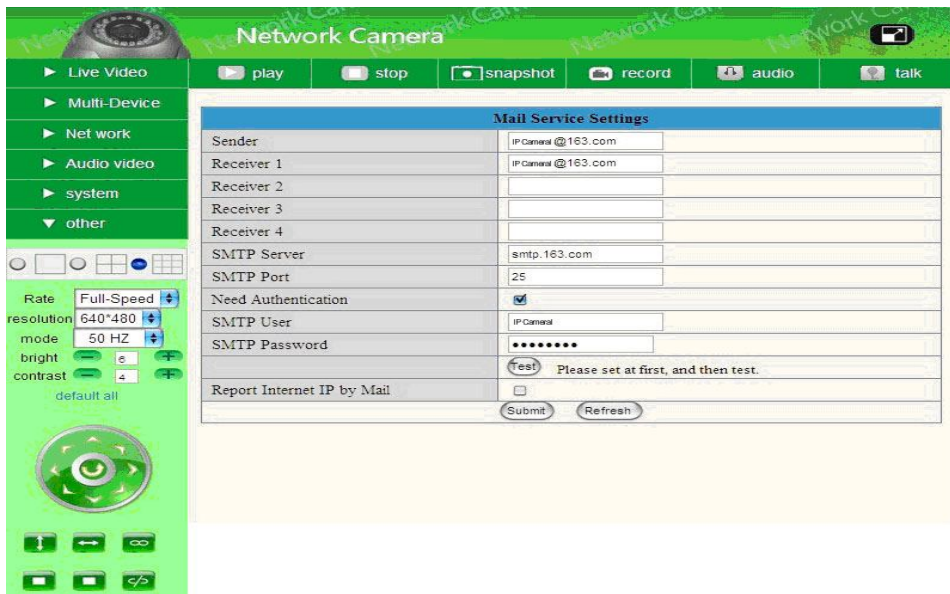 Network Camera
Live Video
play
stop
snapshot
record
audio
talk
Multi-Device
Net work
Audio video
system
other
Rate
Full-Speed
resolution
640*480
mode
50 HZ
bright
6
contrast
4
default all
Mail Service Settings
Sender
IPCameral @163.com
Receiver 1
IPCameral @163.com
Receiver 2
Receiver 3
Receiver 4
SMTP Server
smtp.163.com
SMTP Port
25
Need Authentication
SMTP User
IPCameral
SMTP Password
••••••••
Test
Please set at first, and then test.
Report Internet IP by Mail
Submit
Refresh